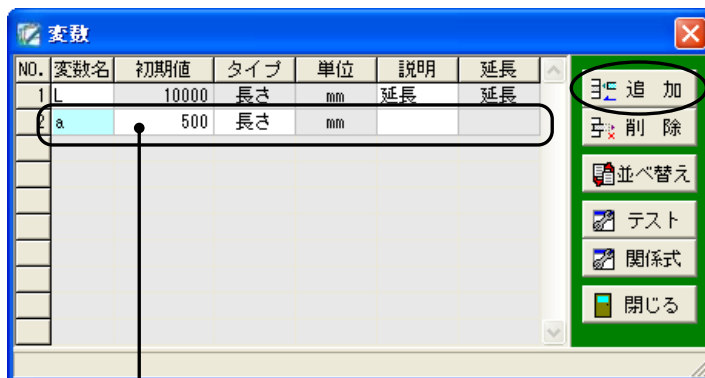 変数
NO. 変数名 初期値 タイプ 単位 説明 延長
1 L 10000 長さ mm 延長 延長
2 a 500 長さ mm
追 加
削 除
並べ替え
テスト
関係式
閉じる